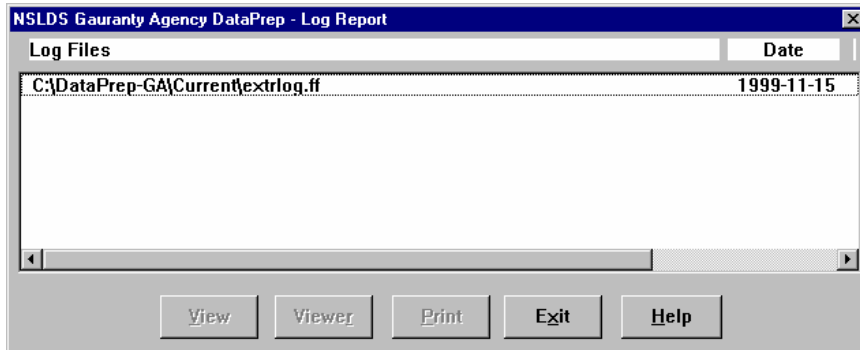 NSLDS Gauranty Agency DataPrep - Log Report
Log Files Date
C:\DataPrep-GA\Current\extrlog.ff 1999-11-15
View Viewer Print Exit Help